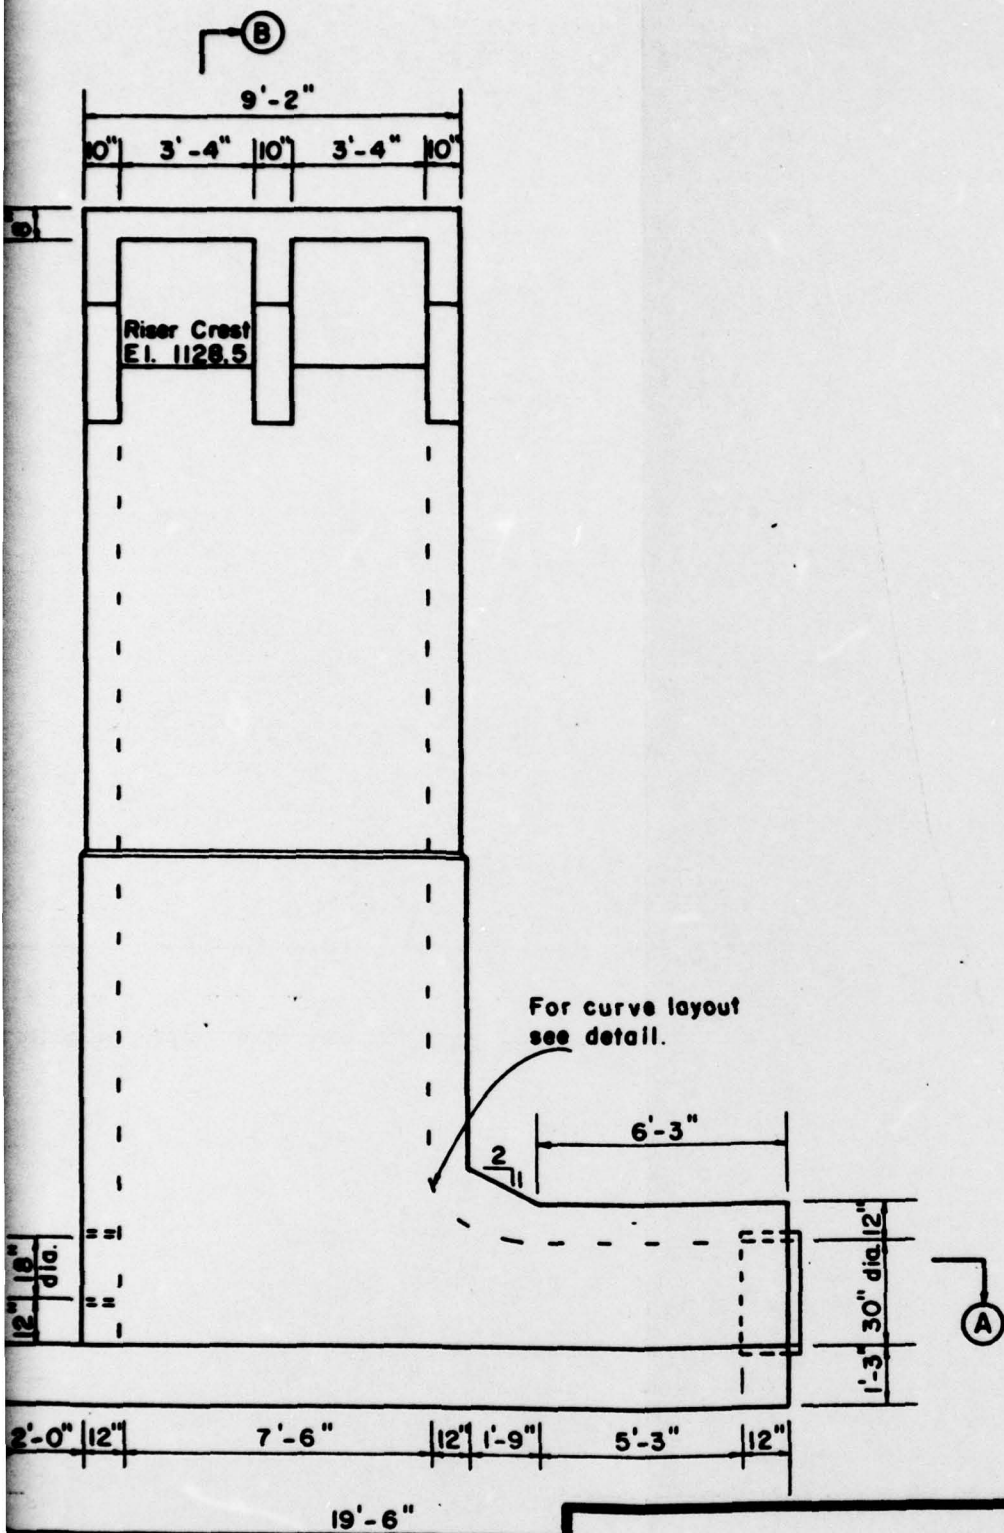 B
9'-2"
10" 3'-4" 10" 3'-4" 10"
8"
Riser Crest
El. 1128.5
For curve layout
see detail.
6'-3"
2
1
12"
18"
dia.
12"
30" dia.
A
1'-3"
2'-0" 12" 7'-6" 12" 1'-9" 5'-3" 12"
19'-6"